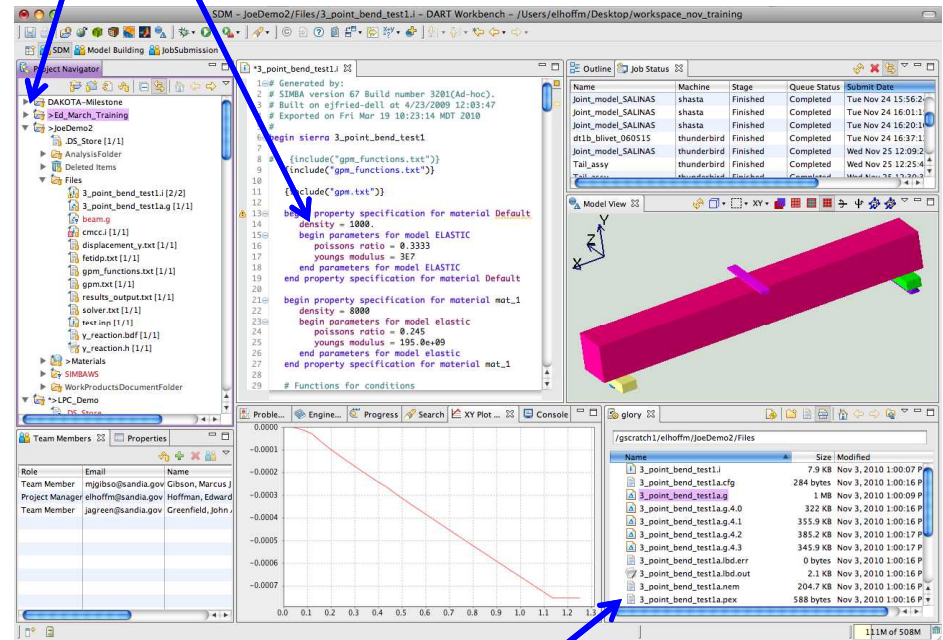 SDM - JoeDemo2/Files/3_point_bend_test1.i - DART Workbench - /Users/elhoffm/Desktop/workspace_nov_training
SDM Model Building JobSubmission
Project Navigator
DAKOTA-Milestone
>Ed_March_Training
>JoeDemo2
.DS_Store [1/1]
AnalysisFolder
Deleted Items
Files
3_point_bend_test1.i [2/2]
3_point_bend_test1a.g [1/1]
beam.g
cmcc.i [1/1]
displacement_y.txt [1/1]
fetidp.txt [1/1]
gpm_functions.txt [1/1]
gpm.txt [1/1]
results_output.txt [1/1]
solver.txt [1/1]
test.inp [1/1]
y_reaction.bdf [1/1]
y_reaction.h [1/1]
>Materials
SIMBAWS
WorkProductsDocumentFolder
*>LPC_Demo
.DS_Store
*3_point_bend_test1.i
1 # Generated by:
2 # SIMBA version 67 Build number 3201(Ad-hoc).
3 # Built on ejfried-dell at 4/23/2009 12:03:47
4 # Exported on Fri Mar 19 10:23:14 MDT 2010
5 #
6 begin sierra 3_point_bend_test1
7
8 # {include("gpm_functions.txt")}
9 {include("gpm_functions.txt")}
10
11 {include("gpm.txt")}
12
13 begin property specification for material Default
14 density = 1000.
15 begin parameters for model ELASTIC
16 poissons ratio = 0.3333
17 youngs modulus = 3E7
18 end parameters for model ELASTIC
19 end property specification for material Default
20
21 begin property specification for material mat_1
22 density = 8000
23 begin parameters for model elastic
24 poissons ratio = 0.245
25 youngs modulus = 195.0e+09
26 end parameters for model elastic
27 end property specification for material mat_1
28
29 # Functions for conditions
Outline Job Status
Name Machine Stage Queue Status Submit Date
Joint_model_SALINAS shasta Finished Completed Tue Nov 24 15:56:2
Joint_model_SALINAS shasta Finished Completed Tue Nov 24 16:01:1
Joint_model_SALINAS shasta Finished Completed Tue Nov 24 16:20:1
dt1b_blivet_060515 thunderbird Finished Completed Tue Nov 24 16:37:1
Joint_model_SALINAS thunderbird Finished Completed Wed Nov 25 12:09:2
Tail_assy thunderbird Finished Completed Wed Nov 25 12:25:4
Tail_assy thunderbird Finished Completed Wed Nov 25 12:30:3
Model View
XY
Y
Z
X
Team Members Properties
Role Email Name
Team Member mjgibso@sandia.gov Gibson, Marcus J
Project Manager elhoffm@sandia.gov Hoffman, Edward
Team Member jagreen@sandia.gov Greenfield, John
Proble... Engine... Progress Search XY Plot ... Console
0.0000
-0.0001
-0.0002
-0.0003
-0.0004
-0.0005
-0.0006
-0.0007
0.0 0.1 0.2 0.3 0.4 0.5 0.6 0.7 0.8 0.9 1.0 1.1 1.2 1.3
glory
/gscratch1/elhoffm/JoeDemo2/Files
Name Size Modified
3_point_bend_test1.i 7.9 KB Nov 3, 2010 1:00:07 P
3_point_bend_test1a.cfg 284 bytes Nov 3, 2010 1:00:16 P
3_point_bend_test1a.g 1 MB Nov 3, 2010 1:00:09 P
3_point_bend_test1a.g.4.0 322 KB Nov 3, 2010 1:00:16 P
3_point_bend_test1a.g.4.1 355.9 KB Nov 3, 2010 1:00:16 P
3_point_bend_test1a.g.4.2 385.2 KB Nov 3, 2010 1:00:17 P
3_point_bend_test1a.g.4.3 345.9 KB Nov 3, 2010 1:00:17 P
3_point_bend_test1a.lbd.err 0 bytes Nov 3, 2010 1:00:16 P
3_point_bend_test1a.lbd.out 2.1 KB Nov 3, 2010 1:00:16 P
3_point_bend_test1a.nem 204.7 KB Nov 3, 2010 1:00:16 P
3_point_bend_test1a.pex 588 bytes Nov 3, 2010 1:00:16 P
111M of 508M